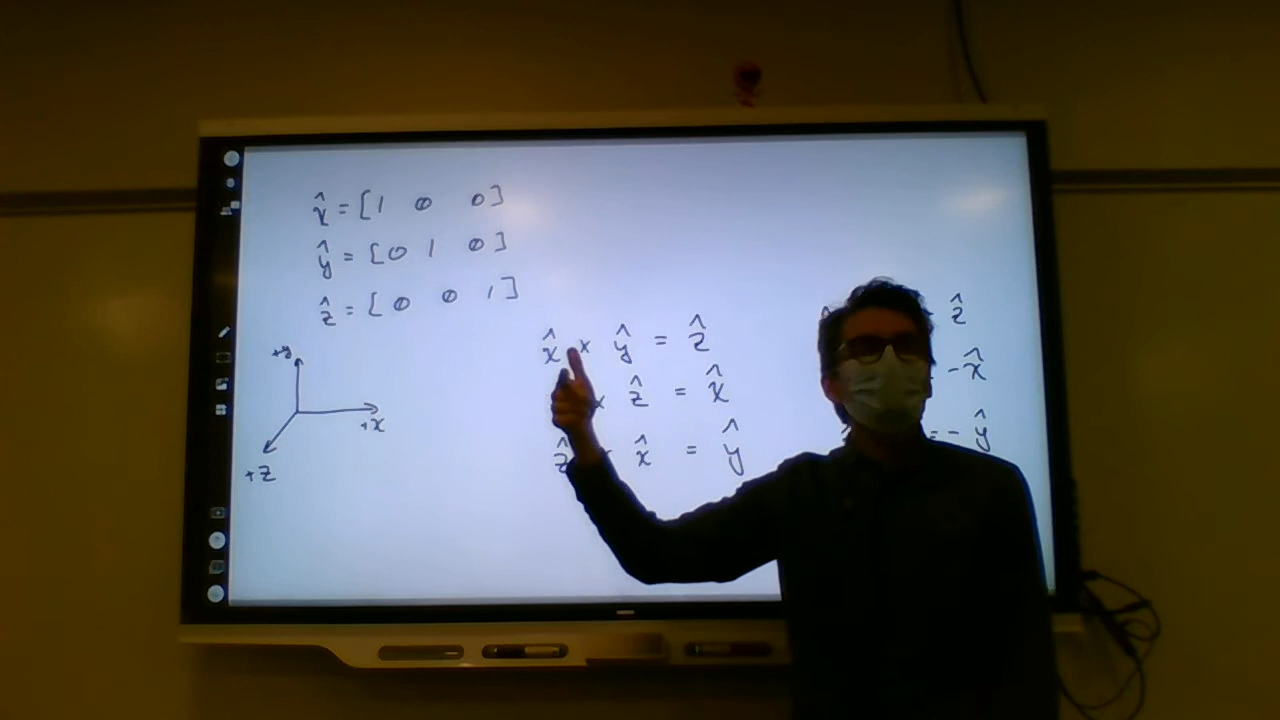 x̂ = [1 0 0]
ŷ = [0 1 0]
ẑ = [0 0 1]
+y
+x
+z
x̂ × ŷ = ẑ
× ẑ = x̂
ẑ × x̂ = ŷ
ẑ
= -x̂
= -ŷ